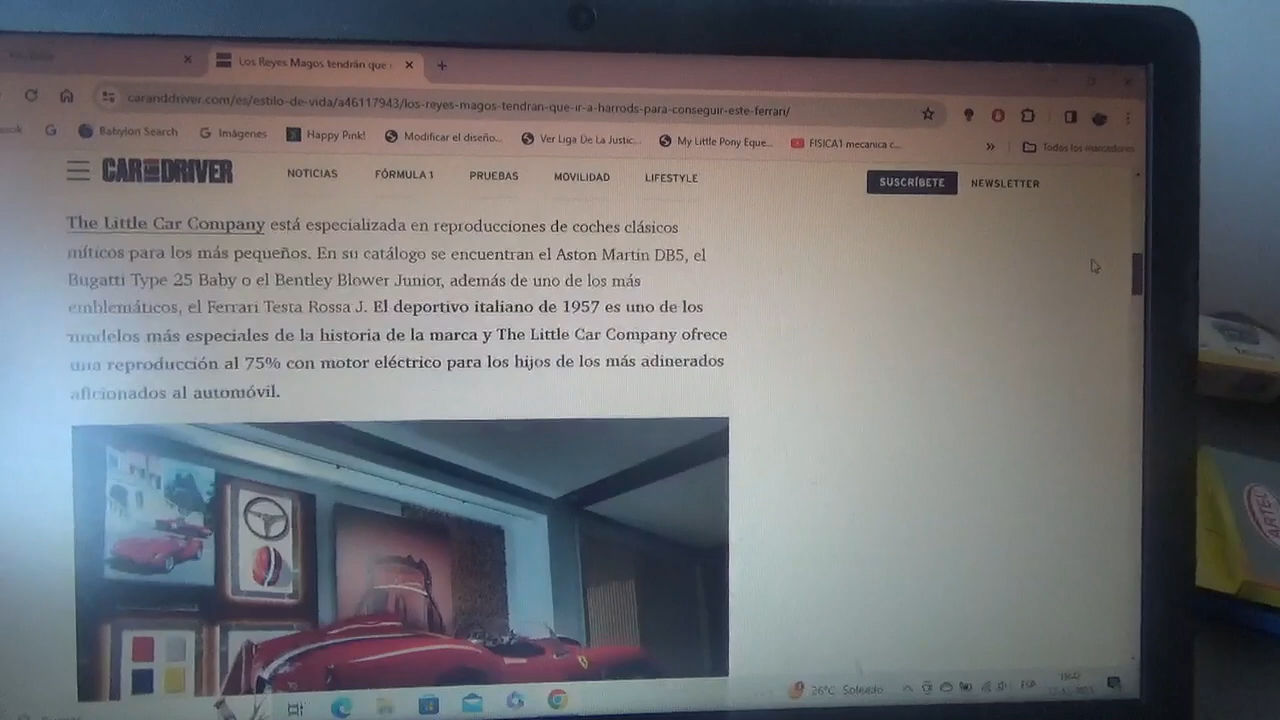 Los Reyes Magos tendrán que
caranddriver.com/es/estilo-de-vida/a46117943/los-reyes-magos-tendran-que-ir-a-harrods-para-conseguir-este-ferrari/
Babylon Search Imágenes Happy Pink! Modificar el diseño... Ver Liga De La Justic... My Little Pony Eque... FISICA1 mecanica c... » Todos los marcadores
CAR AND DRIVER NOTICIAS FÓRMULA 1 PRUEBAS MOVILIDAD LIFESTYLE SUSCRÍBETE NEWSLETTER
The Little Car Company está especializada en reproducciones de coches clásicos
míticos para los más pequeños. En su catálogo se encuentran el Aston Martin DB5, el
Bugatti Type 25 Baby o el Bentley Blower Junior, además de uno de los más
emblemáticos, el Ferrari Testa Rossa J. El deportivo italiano de 1957 es uno de los
modelos más especiales de la historia de la marca y The Little Car Company ofrece
una reproducción al 75% con motor eléctrico para los hijos de los más adinerados
aficionados al automóvil.
26°C Soleado ESP